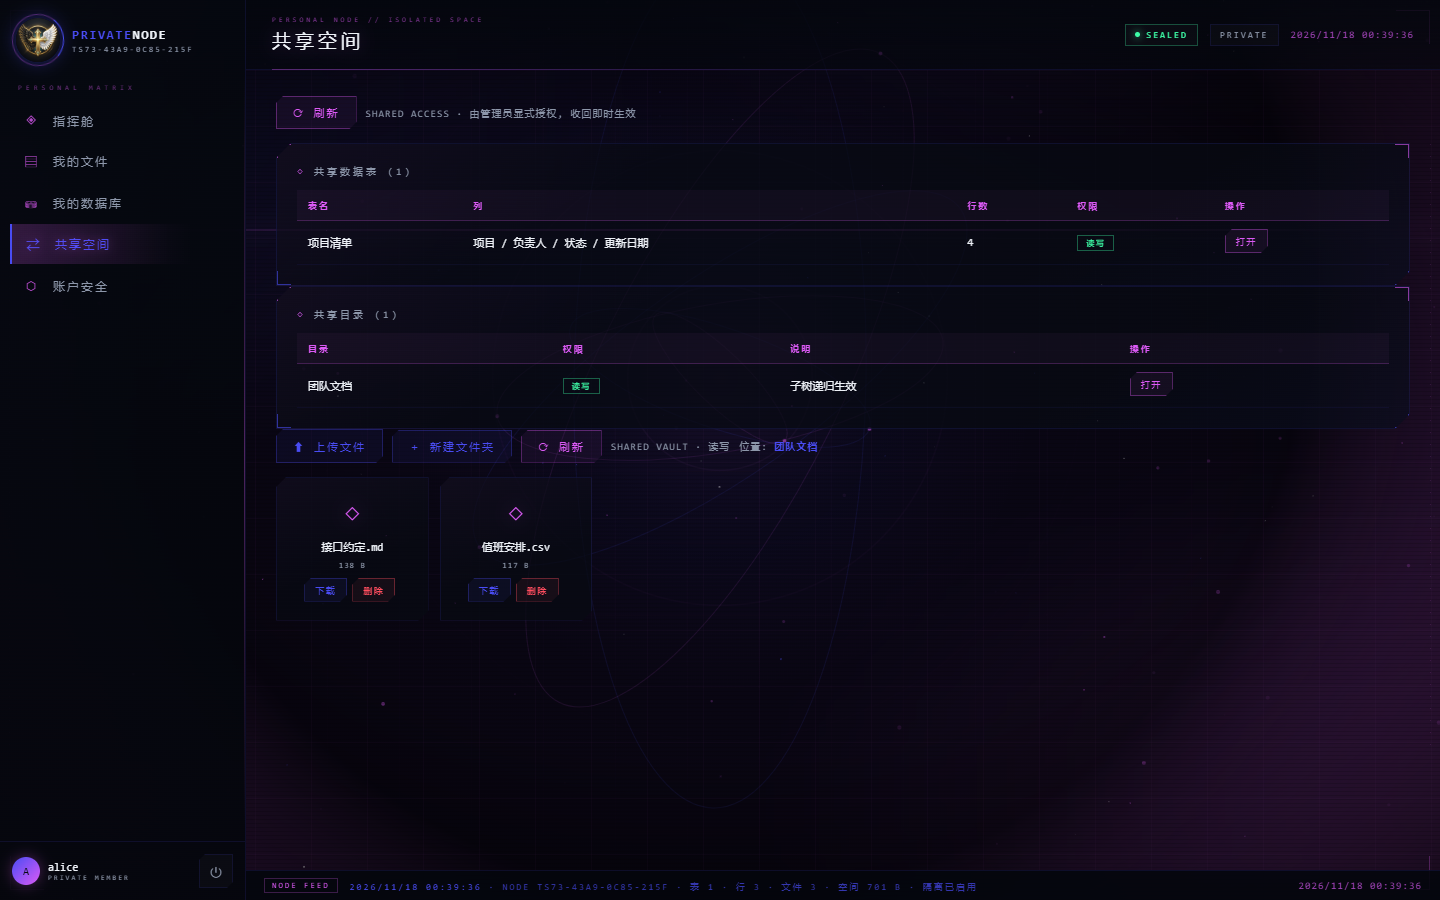 PRIVATENODE
TS73-43A9-0C85-215F
PERSONAL MATRIX
指挥舱
我的文件
我的数据库
共享空间
账户安全
A
alice
PRIVATE MEMBER
PERSONAL NODE // ISOLATED SPACE
共享空间
SEALED
PRIVATE
2026/11/18 00:39:36
刷新
SHARED ACCESS · 由管理员显式授权, 收回即时生效
共享数据表 (1)
表名 列 行数 权限 操作
项目清单 项目 / 负责人 / 状态 / 更新日期 4 读写 打开
共享目录 (1)
目录 权限 说明 操作
团队文档 读写 子树递归生效 打开
上传文件
+ 新建文件夹
刷新
SHARED VAULT · 读写 位置: 团队文档
接口约定.md
138 B
下载 删除
值班安排.csv
117 B
下载 删除
NODE FEED
2026/11/18 00:39:36 · NODE TS73-43A9-0C85-215F · 表 1 · 行 3 · 文件 3 · 空间 701 B · 隔离已启用
2026/11/18 00:39:36